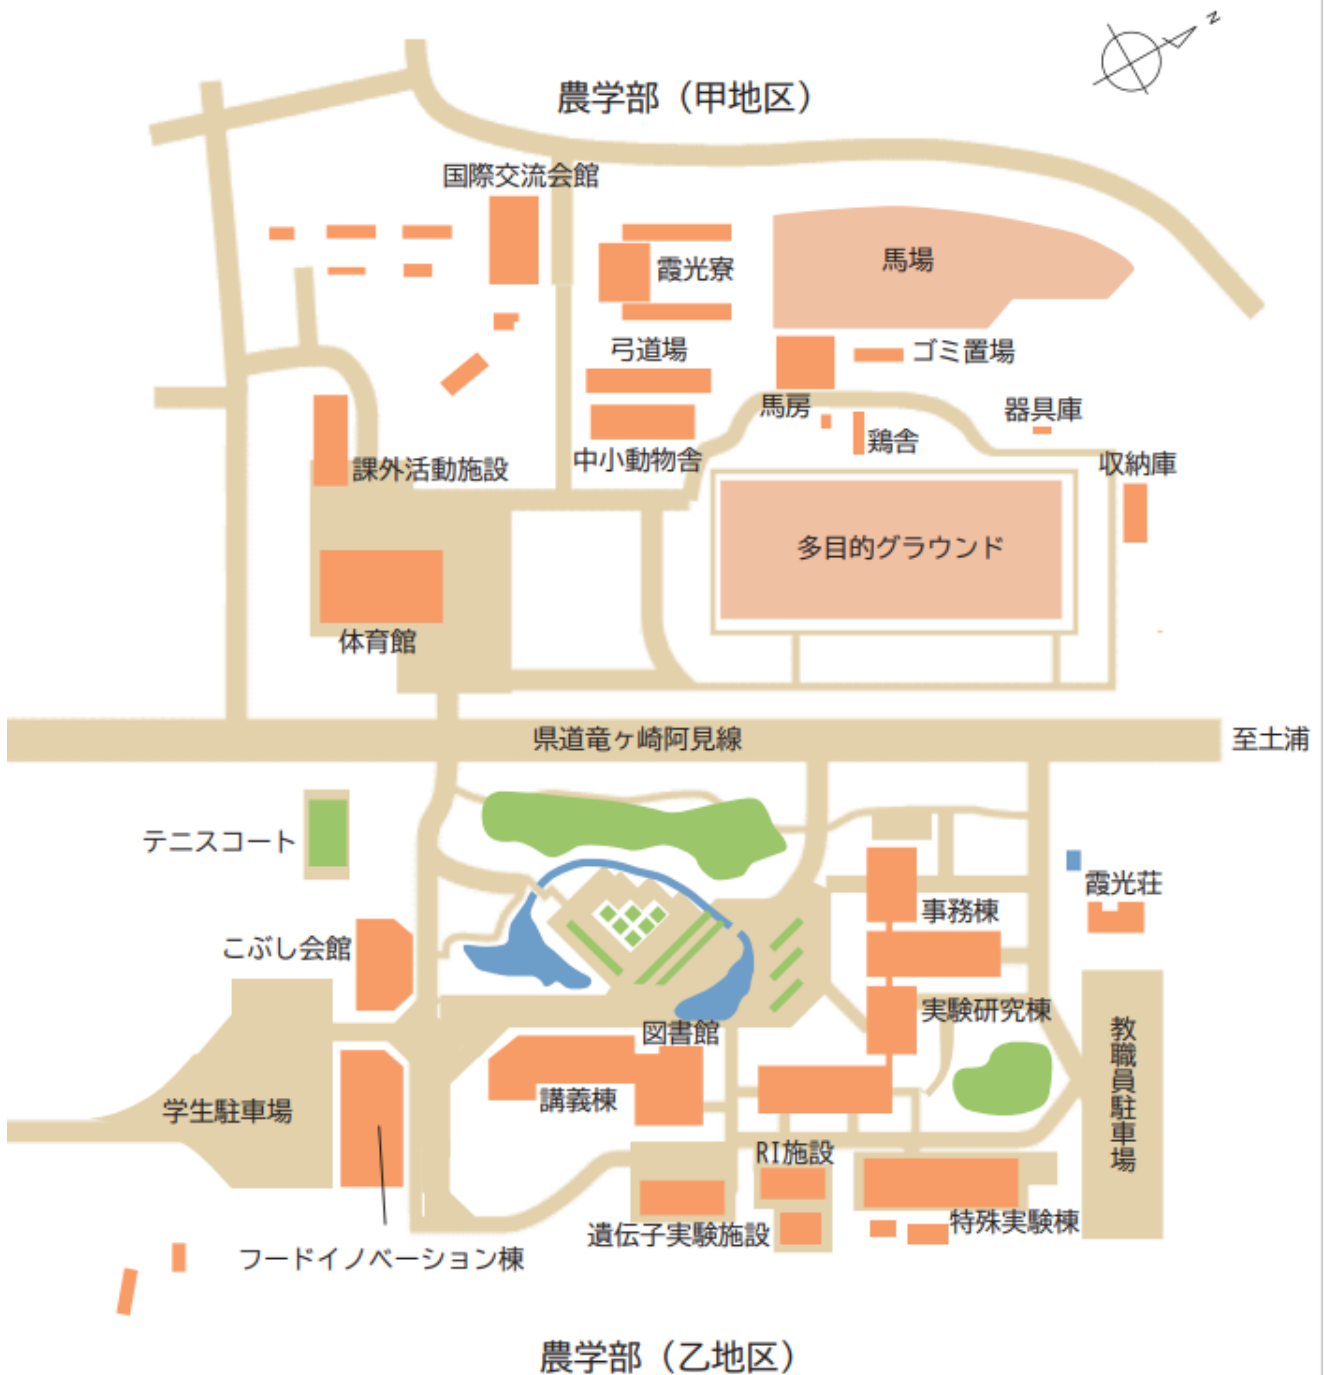 N
農学部（甲地区）
国際交流会館
霞光寮
馬場
弓道場
ゴミ置場
馬房
器具庫
鶏舎
中小動物舎
課外活動施設
収納庫
多目的グラウンド
体育館
県道竜ヶ崎阿見線
至土浦
テニスコート
霞光荘
事務棟
こぶし会館
実験研究棟
図書館
教職員駐車場
講義棟
学生駐車場
RI施設
特殊実験棟
遺伝子実験施設
フードイノベーション棟
農学部（乙地区）